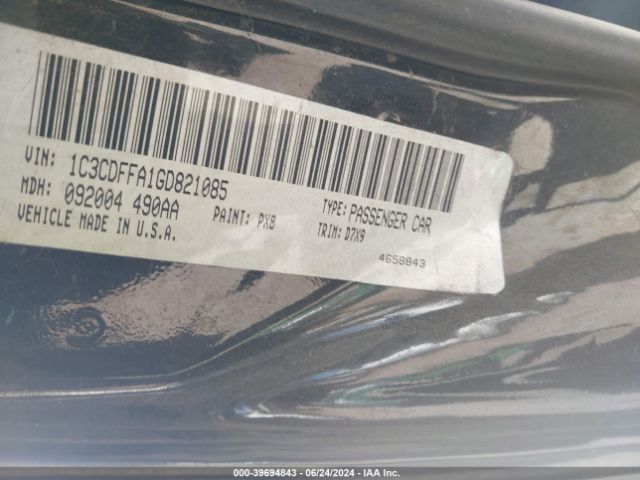 VIN: 1C3CDFFA1GD821085
MDH: 092004 490AA
PAINT: PX8
TYPE: PASSENGER CAR
VEHICLE MADE IN U.S.A.
TRIM: D7X9
4658843
000-39694843 / 06/24/2024 - IAA Inc.